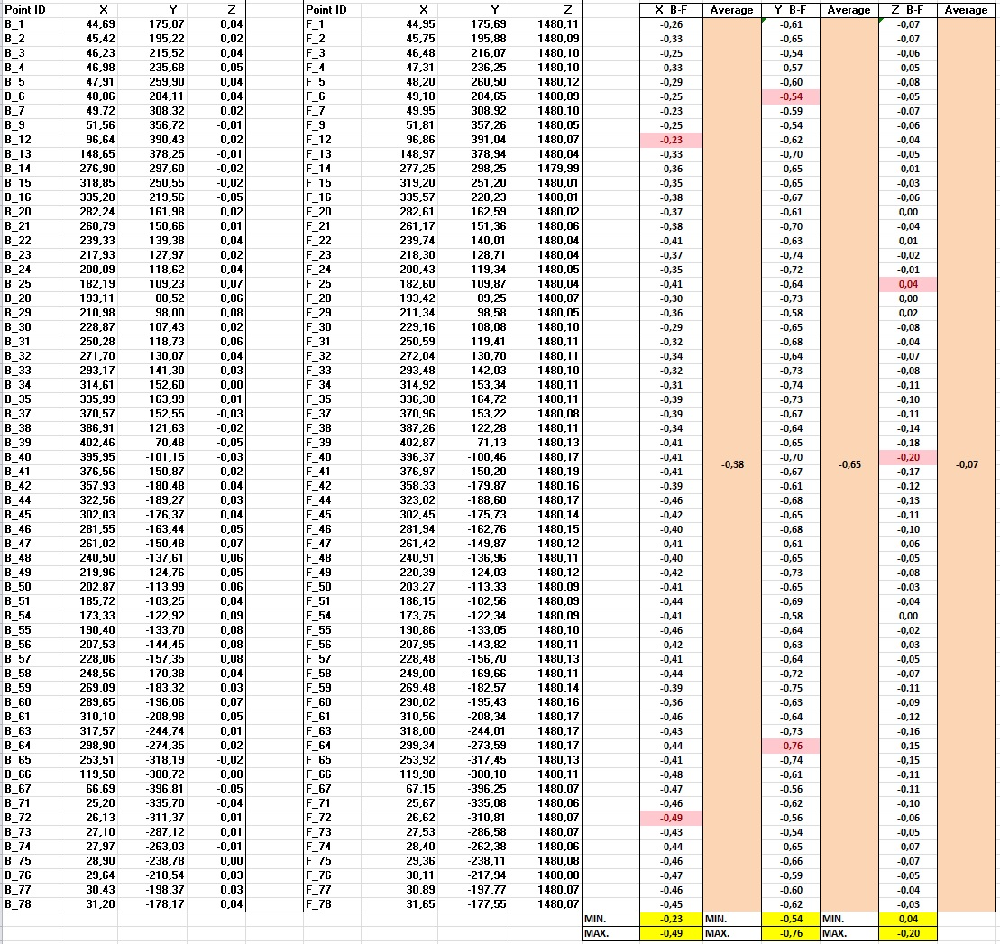 Point ID X Y Z Point ID X Y Z X B-F Average Y B-F Average Z B-F Average
B_1 44,69 175,07 0,04 F_1 44,95 175,69 1480,11 -0,26 -0,61 -0,07
B_2 45,42 195,22 0,02 F_2 45,75 195,88 1480,09 -0,33 -0,65 -0,07
B_3 46,23 215,52 0,04 F_3 46,48 216,07 1480,10 -0,25 -0,54 -0,06
B_4 46,98 235,68 0,05 F_4 47,31 236,25 1480,10 -0,33 -0,57 -0,05
B_5 47,91 259,90 0,04 F_5 48,20 260,50 1480,12 -0,29 -0,60 -0,08
B_6 48,86 284,11 0,04 F_6 49,10 284,65 1480,09 -0,25 -0,54 -0,05
B_7 49,72 308,32 0,02 F_7 49,95 308,92 1480,10 -0,23 -0,59 -0,07
B_9 51,56 356,72 -0,01 F_9 51,81 357,26 1480,05 -0,25 -0,54 -0,06
B_12 96,64 390,43 0,02 F_12 96,86 391,04 1480,07 -0,23 -0,62 -0,04
B_13 148,65 378,25 -0,01 F_13 148,97 378,94 1480,04 -0,33 -0,70 -0,05
B_14 276,90 297,60 -0,02 F_14 277,25 298,25 1479,99 -0,36 -0,65 -0,01
B_15 318,85 250,55 -0,02 F_15 319,20 251,20 1480,01 -0,35 -0,65 -0,03
B_16 335,20 219,56 -0,05 F_16 335,57 220,23 1480,01 -0,38 -0,67 -0,06
B_20 282,24 161,98 0,02 F_20 282,61 162,59 1480,02 -0,37 -0,61 0,00
B_21 260,79 150,66 0,01 F_21 261,17 151,36 1480,06 -0,38 -0,70 -0,04
B_22 239,33 139,38 0,04 F_22 239,74 140,01 1480,04 -0,41 -0,63 0,01
B_23 217,93 127,97 0,02 F_23 218,30 128,71 1480,04 -0,37 -0,74 -0,02
B_24 200,09 118,62 0,04 F_24 200,43 119,34 1480,05 -0,35 -0,72 -0,01
B_25 182,19 109,23 0,07 F_25 182,60 109,87 1480,04 -0,41 -0,64 0,04
B_28 193,11 88,52 0,06 F_28 193,42 89,25 1480,07 -0,30 -0,73 0,00
B_29 210,98 98,00 0,08 F_29 211,34 98,58 1480,05 -0,36 -0,58 0,02
B_30 228,87 107,43 0,02 F_30 229,16 108,08 1480,10 -0,29 -0,65 -0,08
B_31 250,28 118,73 0,06 F_31 250,59 119,41 1480,11 -0,32 -0,68 -0,04
B_32 271,70 130,07 0,04 F_32 272,04 130,70 1480,11 -0,34 -0,64 -0,07
B_33 293,17 141,30 0,03 F_33 293,48 142,03 1480,10 -0,32 -0,73 -0,08
B_34 314,61 152,60 0,00 F_34 314,92 153,34 1480,11 -0,31 -0,74 -0,11
B_35 335,99 163,99 0,01 F_35 336,38 164,72 1480,11 -0,39 -0,73 -0,10
B_37 370,57 152,55 -0,03 F_37 370,96 153,22 1480,08 -0,39 -0,67 -0,11
B_38 386,91 121,63 -0,02 F_38 387,26 122,28 1480,11 -0,34 -0,64 -0,14
B_39 402,46 70,48 -0,05 F_39 402,87 71,13 1480,13 -0,41 -0,65 -0,18
B_40 395,95 -101,15 -0,03 F_40 396,37 -100,46 1480,17 -0,41 -0,70 -0,20
B_41 376,56 -150,87 0,02 F_41 376,97 -150,20 1480,19 -0,41 -0,38 -0,67 -0,65 -0,17 -0,07
B_42 357,93 -180,48 0,04 F_42 358,33 -179,87 1480,16 -0,39 -0,61 -0,12
B_44 322,56 -189,27 0,03 F_44 323,02 -188,60 1480,17 -0,46 -0,68 -0,13
B_45 302,03 -176,37 0,04 F_45 302,45 -175,73 1480,14 -0,42 -0,65 -0,11
B_46 281,55 -163,44 0,05 F_46 281,94 -162,76 1480,15 -0,40 -0,68 -0,10
B_47 261,02 -150,48 0,07 F_47 261,42 -149,87 1480,12 -0,41 -0,61 -0,06
B_48 240,50 -137,61 0,06 F_48 240,91 -136,96 1480,11 -0,40 -0,65 -0,05
B_49 219,96 -124,76 0,05 F_49 220,39 -124,03 1480,12 -0,42 -0,73 -0,08
B_50 202,87 -113,99 0,06 F_50 203,27 -113,33 1480,09 -0,41 -0,65 -0,03
B_51 185,72 -103,25 0,04 F_51 186,15 -102,56 1480,09 -0,44 -0,69 -0,04
B_54 173,33 -122,92 0,09 F_54 173,75 -122,34 1480,09 -0,41 -0,58 0,00
B_55 190,40 -133,70 0,08 F_55 190,86 -133,05 1480,10 -0,46 -0,64 -0,02
B_56 207,53 -144,45 0,08 F_56 207,95 -143,82 1480,11 -0,42 -0,63 -0,03
B_57 228,06 -157,35 0,08 F_57 228,48 -156,70 1480,13 -0,41 -0,64 -0,05
B_58 248,56 -170,38 0,04 F_58 249,00 -169,66 1480,11 -0,44 -0,72 -0,07
B_59 269,09 -183,32 0,03 F_59 269,48 -182,57 1480,14 -0,39 -0,75 -0,11
B_60 289,65 -196,06 0,07 F_60 290,02 -195,43 1480,16 -0,36 -0,63 -0,09
B_61 310,10 -208,98 0,05 F_61 310,56 -208,34 1480,17 -0,46 -0,64 -0,12
B_63 317,57 -244,74 0,01 F_63 318,00 -244,01 1480,17 -0,43 -0,73 -0,16
B_64 298,90 -274,35 0,02 F_64 299,34 -273,59 1480,17 -0,44 -0,76 -0,15
B_65 253,51 -318,19 -0,02 F_65 253,92 -317,45 1480,13 -0,41 -0,74 -0,15
B_66 119,50 -388,72 0,00 F_66 119,98 -388,10 1480,11 -0,48 -0,61 -0,11
B_67 66,69 -396,81 -0,05 F_67 67,15 -396,25 1480,07 -0,47 -0,56 -0,11
B_71 25,20 -335,70 -0,04 F_71 25,67 -335,08 1480,06 -0,46 -0,62 -0,10
B_72 26,13 -311,37 0,01 F_72 26,62 -310,81 1480,07 -0,49 -0,56 -0,06
B_73 27,10 -287,12 0,01 F_73 27,53 -286,58 1480,07 -0,43 -0,54 -0,05
B_74 27,97 -263,03 -0,01 F_74 28,40 -262,38 1480,06 -0,44 -0,65 -0,07
B_75 28,90 -238,78 0,00 F_75 29,36 -238,11 1480,08 -0,46 -0,66 -0,07
B_76 29,64 -218,54 0,03 F_76 30,11 -217,94 1480,08 -0,47 -0,59 -0,05
B_77 30,43 -198,37 0,03 F_77 30,89 -197,77 1480,07 -0,46 -0,60 -0,04
B_78 31,20 -178,17 0,04 F_78 31,65 -177,55 1480,07 -0,45 -0,62 -0,03
MIN. -0,23 MIN. -0,54 MIN. 0,04
MAX. -0,49 MAX. -0,76 MAX. -0,20